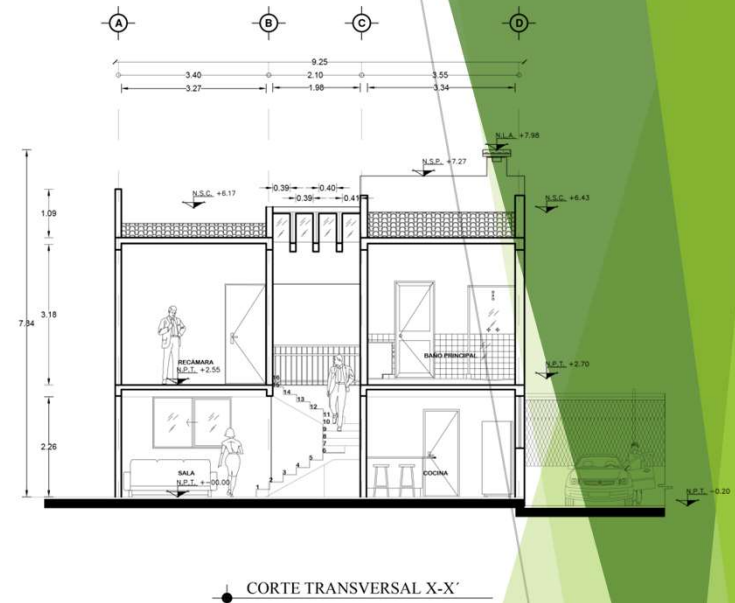 A B C D
9.25
3.40 2.10 3.55
3.27 1.98 3.34
N.L.A. +7.98
N.S.P. +7.27
N.S.C. +6.17
0.39 0.40
0.41
N.S.C. +6.43
1.09
7.84
3.18
RECÁMARA
N.P.T. +2.55
BAÑO PRINCIPAL
N.P.T. +2.70
16
15
14
13
12
11
10
9
8
7
6
5
4
3
2
1
2.26
SALA
N.P.T. +-00.00
COCINA
N.P.T. -0.20
CORTE TRANSVERSAL X-X´